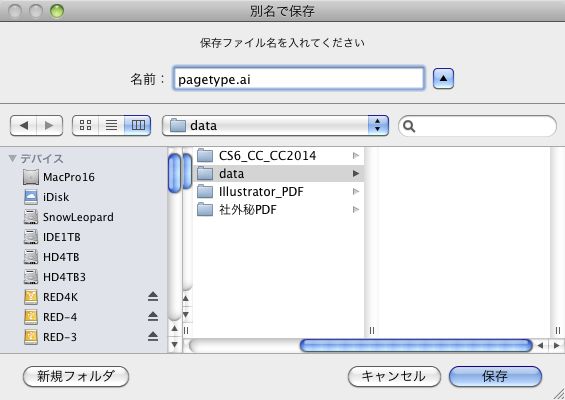 別名で保存
保存ファイル名を入れてください
名前：
pagetype.ai
data
デバイス
MacPro16
iDisk
SnowLeopard
IDE1TB
HD4TB
HD4TB3
RED4K
RED-4
RED-3
CS6_CC_CC2014
data
Illustrator_PDF
社外秘PDF
新規フォルダ
キャンセル
保存